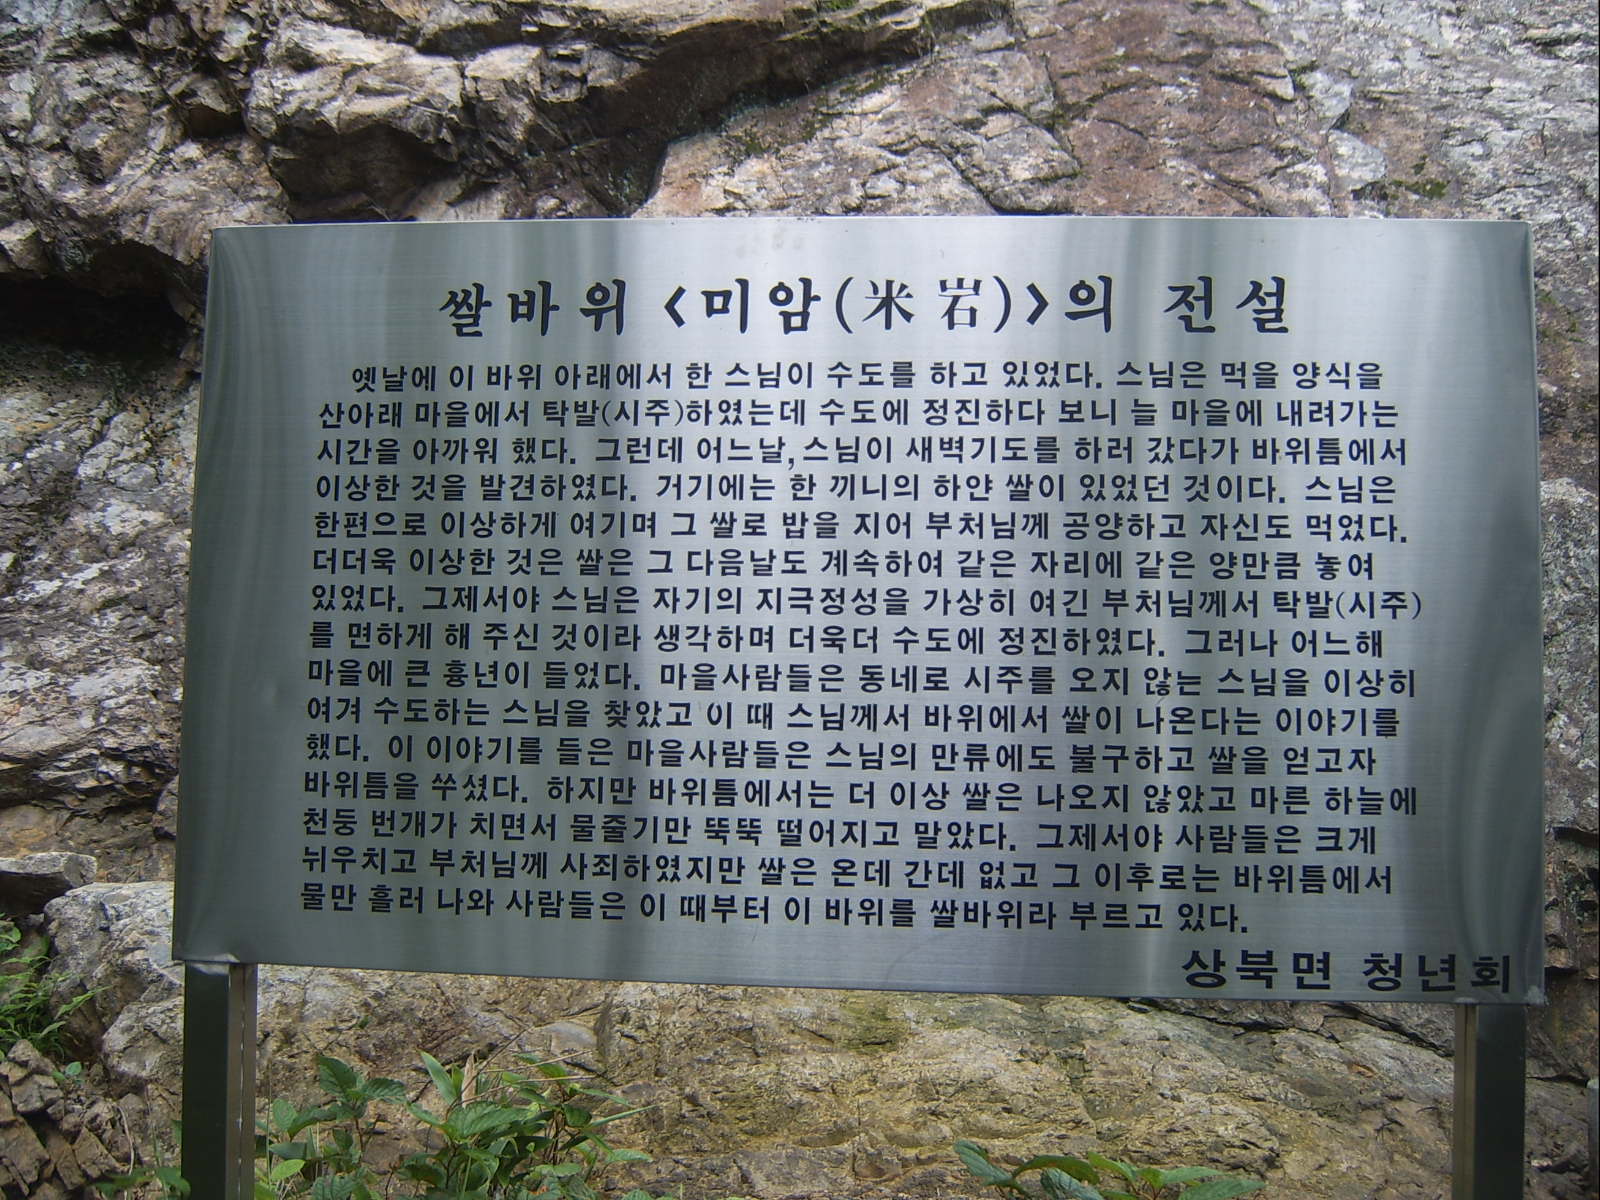 쌀바위 <미암(米岩)>의 전설
옛날에 이 바위 아래에서 한 스님이 수도를 하고 있었다. 스님은 먹을 양식을
산아래 마을에서 탁발(시주)하였는데 수도에 정진하다 보니 늘 마을에 내려가는
시간을 아까워 했다. 그런데 어느날, 스님이 새벽기도를 하러 갔다가 바위틈에서
이상한 것을 발견하였다. 거기에는 한 끼니의 하얀 쌀이 있었던 것이다. 스님은
한편으로 이상하게 여기며 그 쌀로 밥을 지어 부처님께 공양하고 자신도 먹었다.
더더욱 이상한 것은 쌀은 그 다음날도 계속하여 같은 자리에 같은 양만큼 놓여
있었다. 그제서야 스님은 자기의 지극정성을 가상히 여긴 부처님께서 탁발(시주)
를 면하게 해 주신 것이라 생각하며 더욱더 수도에 정진하였다. 그러나 어느해
마을에 큰 흉년이 들었다. 마을사람들은 동네로 시주를 오지 않는 스님을 이상히
여겨 수도하는 스님을 찾았고 이 때 스님께서 바위에서 쌀이 나온다는 이야기를
했다. 이 이야기를 들은 마을사람들은 스님의 만류에도 불구하고 쌀을 얻고자
바위틈을 쑤셨다. 하지만 바위틈에서는 더 이상 쌀은 나오지 않았고 마른 하늘에
천둥 번개가 치면서 물줄기만 뚝뚝 떨어지고 말았다. 그제서야 사람들은 크게
뉘우치고 부처님께 사죄하였지만 쌀은 온데 간데 없고 그 이후로는 바위틈에서
물만 흘러 나와 사람들은 이 때부터 이 바위를 쌀바위라 부르고 있다.
상북면 청년회